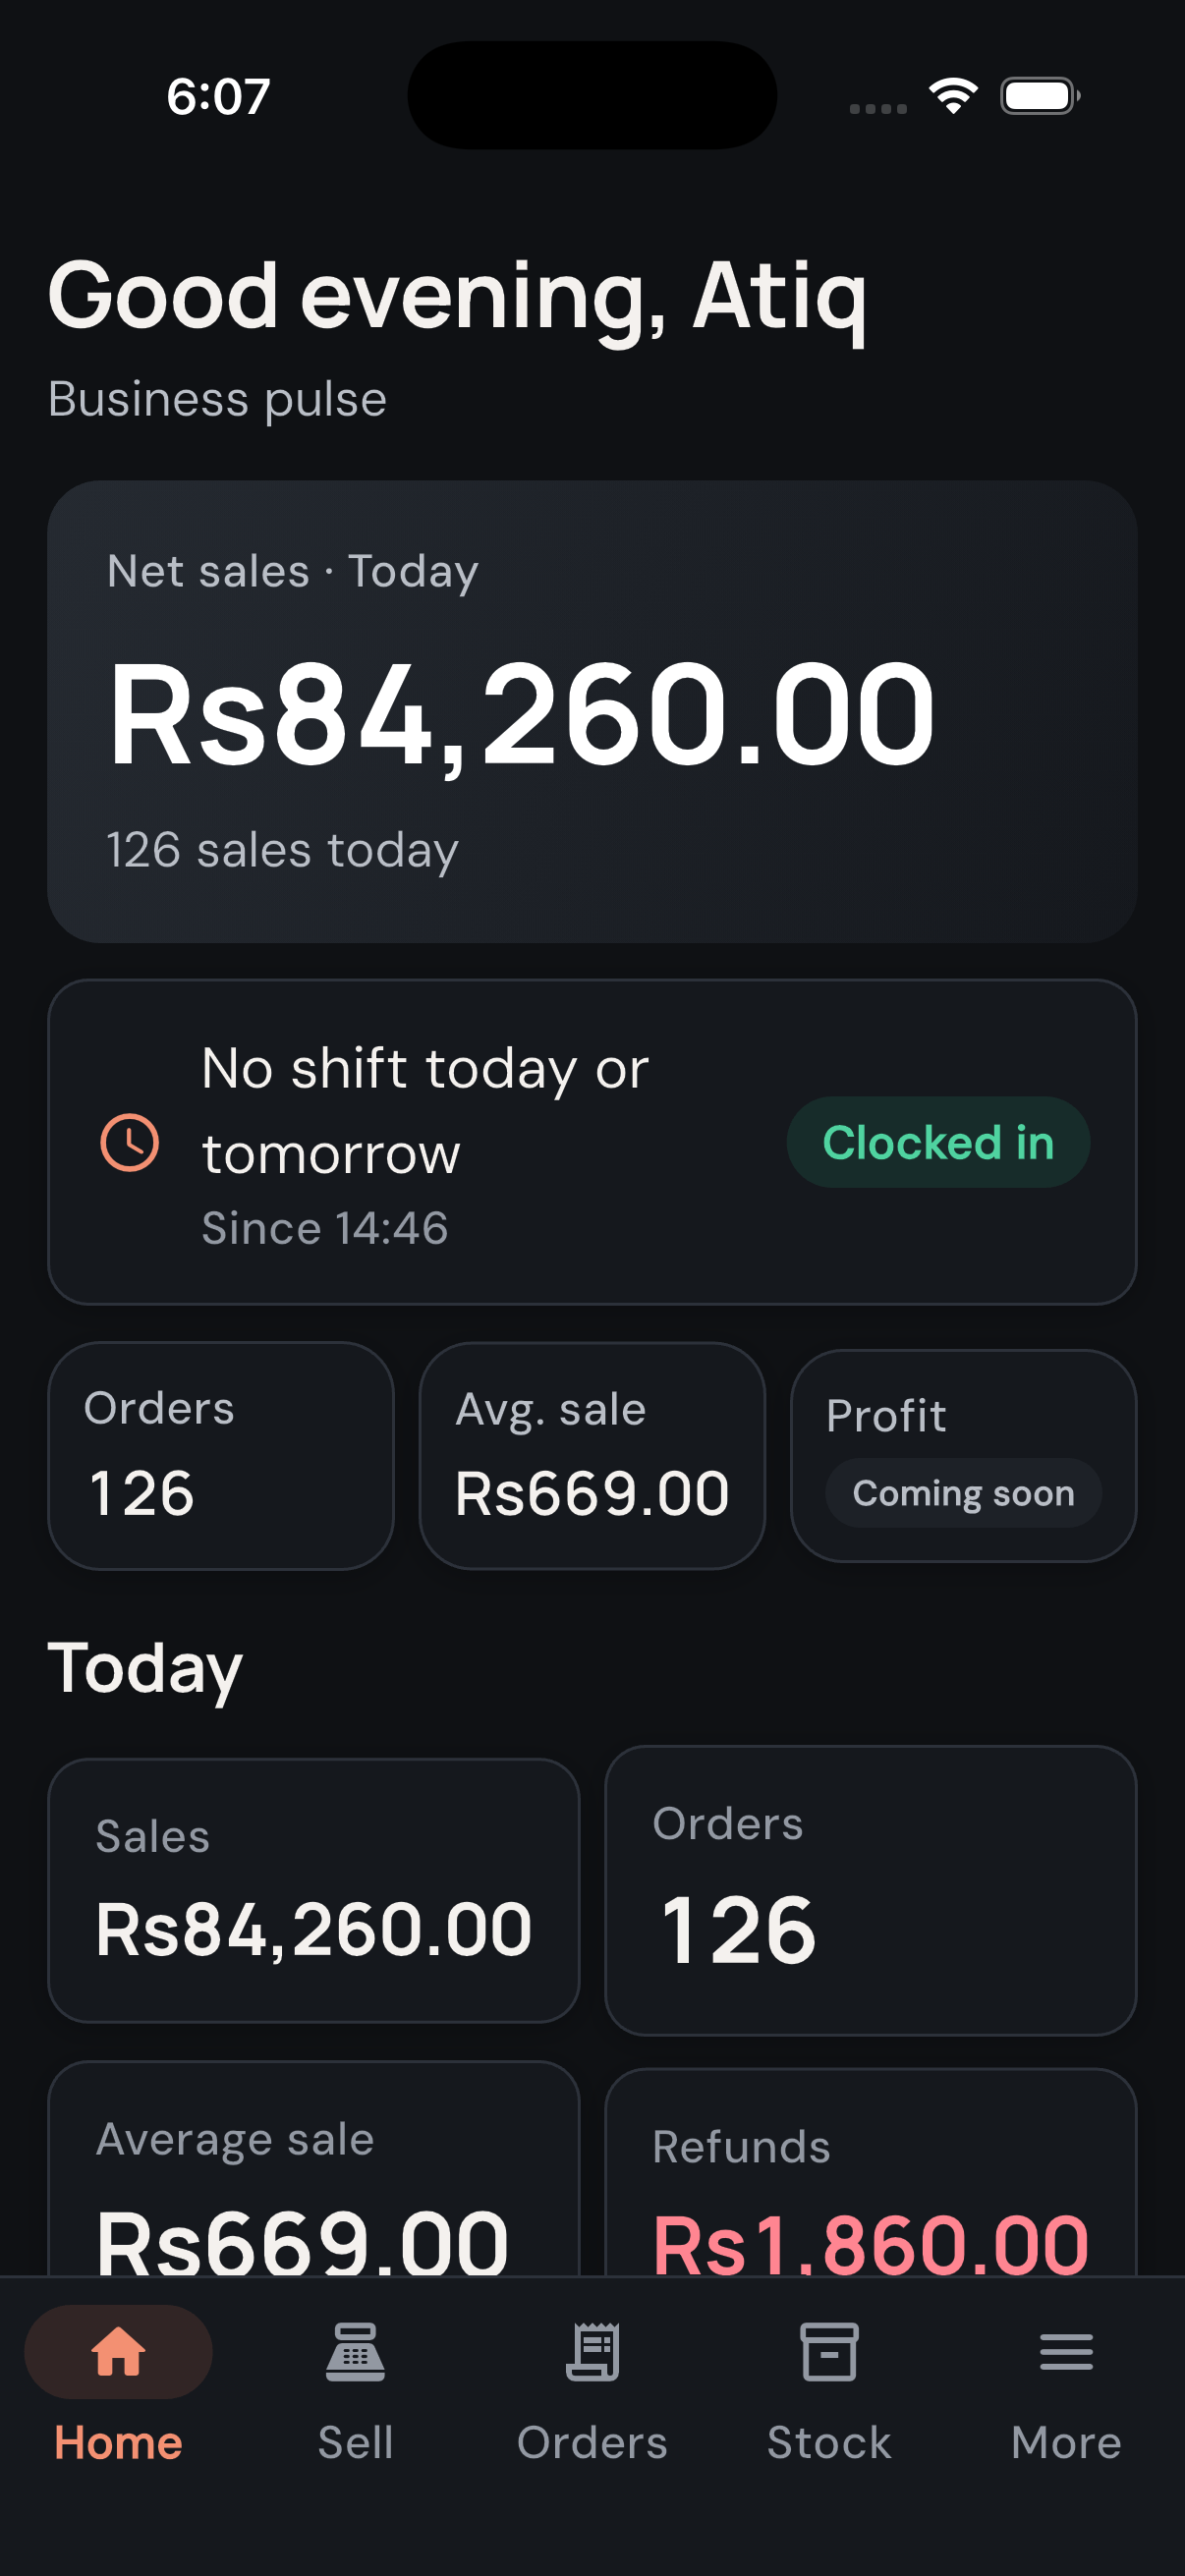 6:07
Good evening, Atiq
Business pulse
Net sales · Today
Rs84,260.00
126 sales today
No shift today or
tomorrow
Since 14:46
Clocked in
Orders
126
Avg. sale
Rs669.00
Profit
Coming soon
Today
Sales
Rs84,260.00
Orders
126
Average sale
Rs669.00
Refunds
Rs1,860.00
Home
Sell
Orders
Stock
More